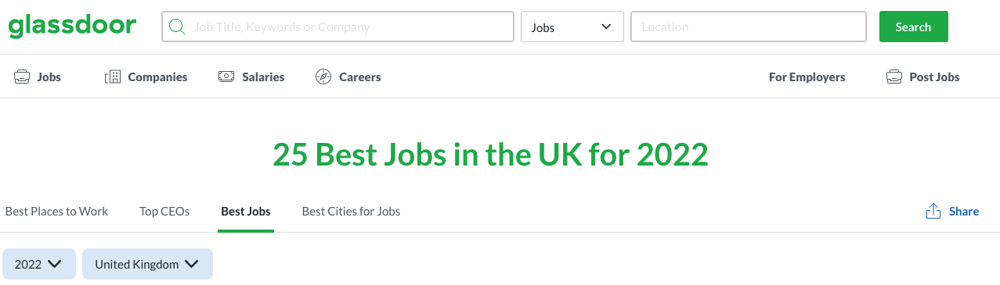 glassdoor
Job Title, Keywords or Company
Jobs
Location
Search
Jobs
Companies
Salaries
Careers
For Employers
Post Jobs
25 Best Jobs in the UK for 2022
Best Places to Work
Top CEOs
Best Jobs
Best Cities for Jobs
Share
2022
United Kingdom